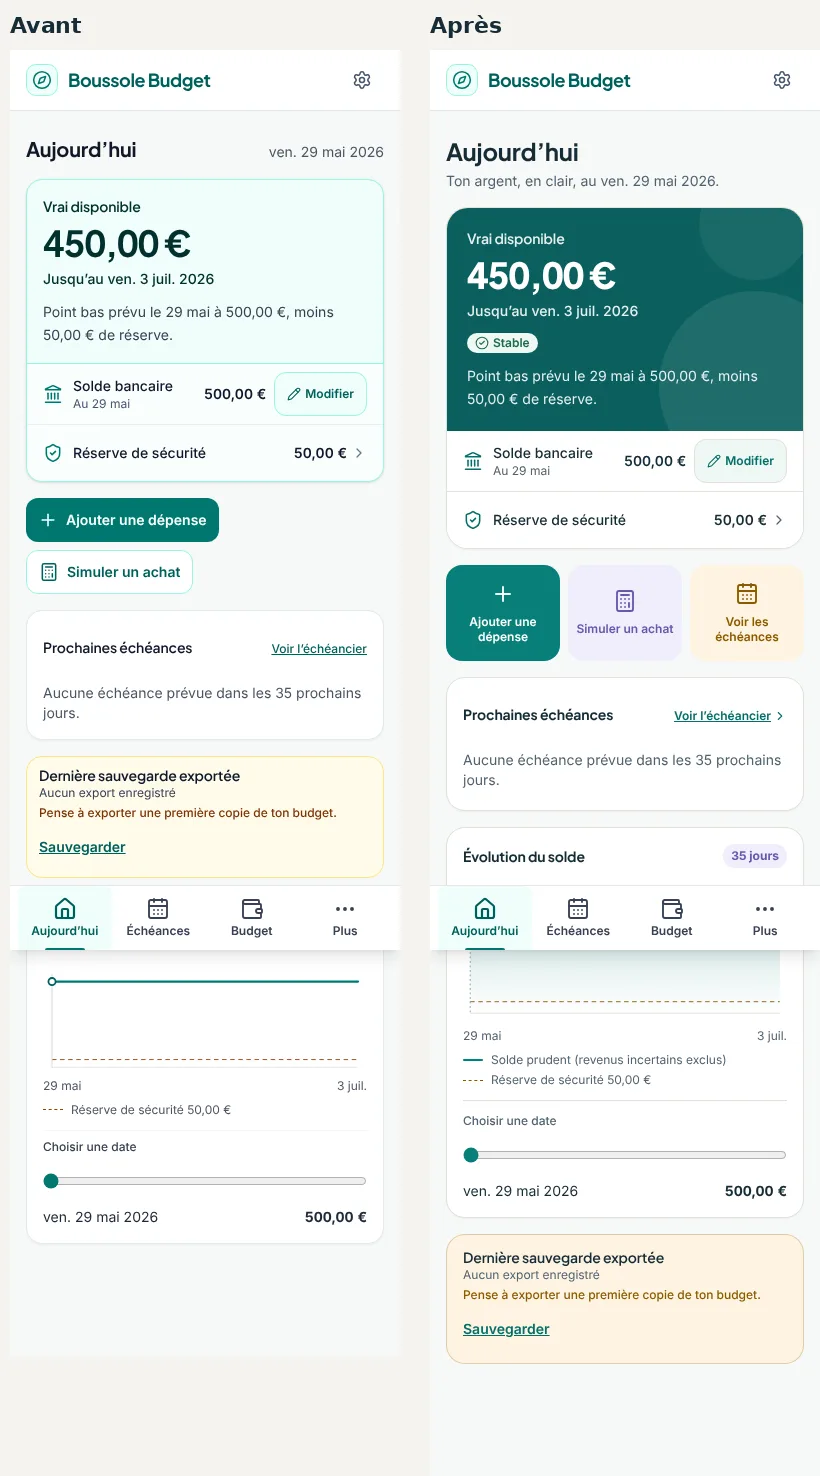 Avant
Boussole Budget
Aujourd’hui
ven. 29 mai 2026
Vrai disponible
450,00 €
Jusqu’au ven. 3 juil. 2026
Point bas prévu le 29 mai à 500,00 €, moins
50,00 € de réserve.
Solde bancaire
Au 29 mai
500,00 €
Modifier
Réserve de sécurité
50,00 €
Ajouter une dépense
Simuler un achat
Prochaines échéances
Voir l’échéancier
Aucune échéance prévue dans les 35 prochains
jours.
Dernière sauvegarde exportée
Aucun export enregistré
Pense à exporter une première copie de ton budget.
Sauvegarder
Aujourd’hui
Échéances
Budget
Plus
29 mai
3 juil.
Réserve de sécurité 50,00 €
Choisir une date
ven. 29 mai 2026
500,00 €
Après
Boussole Budget
Aujourd’hui
Ton argent, en clair, au ven. 29 mai 2026.
Vrai disponible
450,00 €
Jusqu’au ven. 3 juil. 2026
Stable
Point bas prévu le 29 mai à 500,00 €, moins
50,00 € de réserve.
Solde bancaire
Au 29 mai
500,00 €
Modifier
Réserve de sécurité
50,00 €
Ajouter une
dépense
Simuler un achat
Voir les
échéances
Prochaines échéances
Voir l’échéancier
Aucune échéance prévue dans les 35 prochains
jours.
Évolution du solde
35 jours
Aujourd’hui
Échéances
Budget
Plus
29 mai
3 juil.
Solde prudent (revenus incertains exclus)
Réserve de sécurité 50,00 €
Choisir une date
ven. 29 mai 2026
500,00 €
Dernière sauvegarde exportée
Aucun export enregistré
Pense à exporter une première copie de ton budget.
Sauvegarder